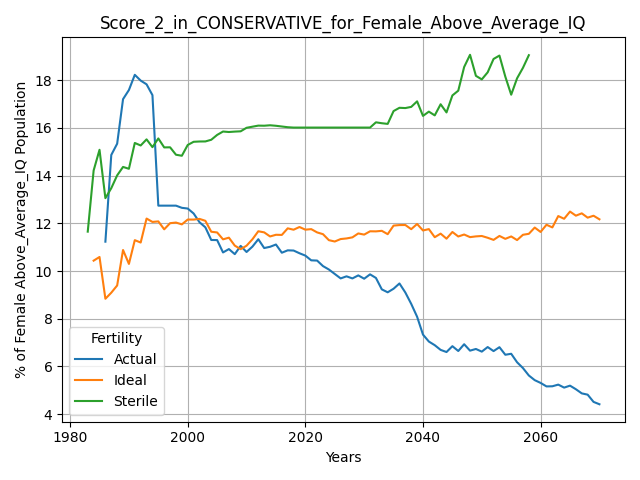 Score_2_in_CONSERVATIVE_for_Female_Above_Average_IQ
% of Female Above_Average_IQ Population
18
16
14
12
10
8
6
4
Fertility
Actual
Ideal
Sterile
1980 2000 2020 2040 2060
Years